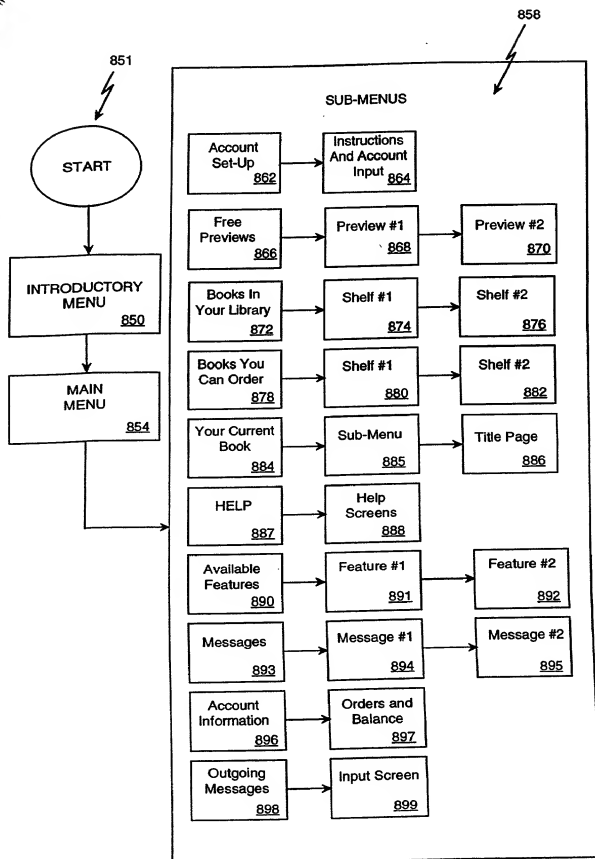 858
851
SUB-MENUS
START
Account
Set-Up
862
Instructions
And Account
Input
864
Free
Previews
866
Preview #1
868
Preview #2
870
INTRODUCTORY
MENU
850
Books In
Your Library
872
Shelf #1
874
Shelf #2
876
MAIN
MENU
854
Books You
Can Order
878
Shelf #1
880
Shelf #2
882
Your Current
Book
884
Sub-Menu
885
Title Page
886
HELP
887
Help
Screens
888
Available
Features
890
Feature #1
891
Feature #2
892
Messages
893
Message #1
894
Message #2
895
Account
Information
896
Orders and
Balance
897
Outgoing
Messages
898
Input Screen
899